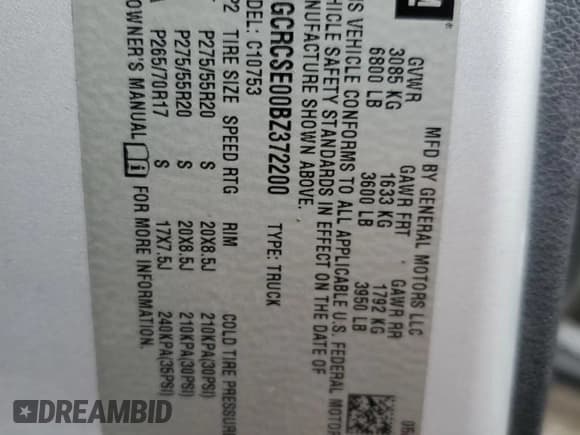 M ®
MFD BY GENERAL MOTORS LLC
GVWR GAWR FRT GAWR RR
3085 KG 1633 KG 1792 KG
6800 LB 3600 LB 3950 LB
IS VEHICLE CONFORMS TO ALL APPLICABLE U.S. FEDERAL MOTOR
HICLE SAFETY STANDARDS IN EFFECT ON THE DATE OF
NUFACTURE SHOWN ABOVE.
GCRCSE00BZ372200 TYPE: TRUCK
ODEL: C10753
P2 TIRE SIZE SPEED RTG RIM COLD TIRE PRESSURE
P275/55R20 S 20X8.5J 210KPA(30PSI)
P275/55R20 S 20X8.5J 210KPA(30PSI)
P265/70R17 S 17X7.5J 240KPA(35PSI)
OWNER'S MANUAL FOR MORE INFORMATION.
DREAMBID